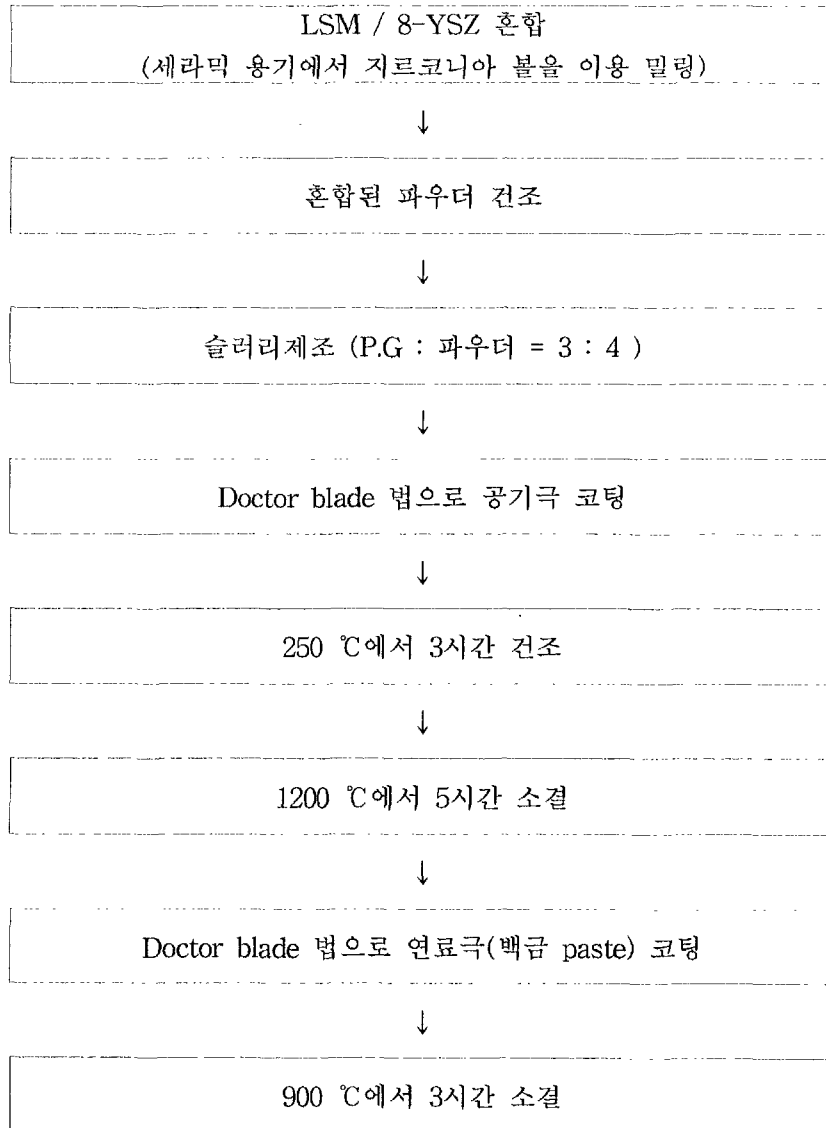 LSM / 8-YSZ 혼합
(세라믹 용기에서 지르코니아 볼을 이용 밀링)
↓
혼합된 파우더 건조
↓
슬러리제조 (P.G : 파우더 = 3 : 4 )
↓
Doctor blade 법으로 공기극 코팅
↓
250 ℃에서 3시간 건조
↓
1200 ℃에서 5시간 소결
↓
Doctor blade 법으로 연료극(백금 paste) 코팅
↓
900 ℃에서 3시간 소결